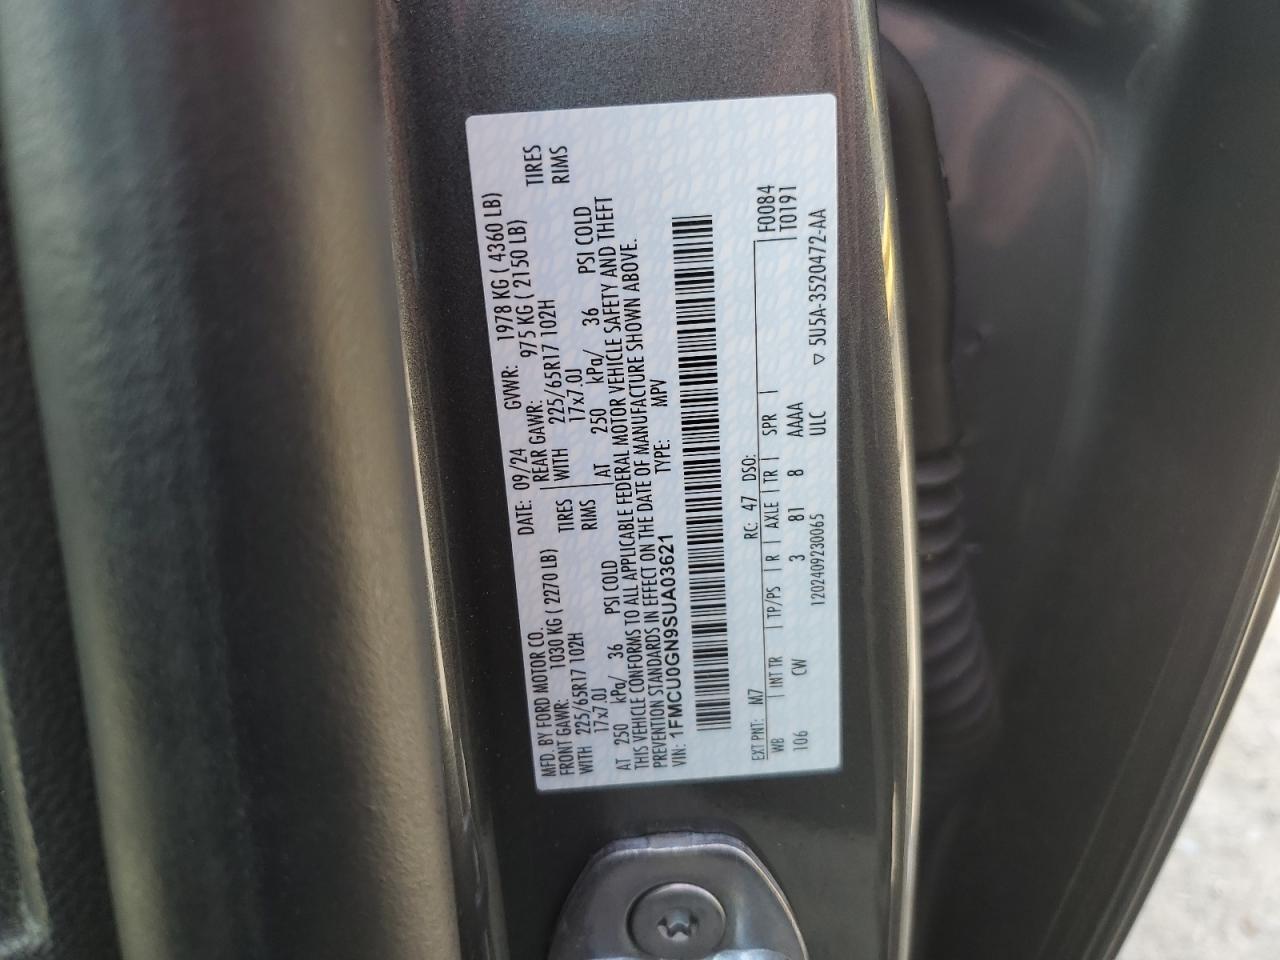 MFD. BY FORD MOTOR CO.
DATE: 09/24 GVWR: 1978 KG ( 4360 LB)
FRONT GAWR: 1030 KG ( 2270 LB) REAR GAWR: 975 KG ( 2150 LB)
WITH 225/65R17 102H TIRES WITH 225/65R17 102H TIRES
17x7.0J RIMS 17x7.0J RIMS
AT 250 kPa/ 36 PSI COLD AT 250 kPa/ 36 PSI COLD
THIS VEHICLE CONFORMS TO ALL APPLICABLE FEDERAL MOTOR VEHICLE SAFETY AND THEFT
PREVENTION STANDARDS IN EFFECT ON THE DATE OF MANUFACTURE SHOWN ABOVE.
VIN: 1FMCU0GN9SUA03621 TYPE: MPV
EXT PNT: M7 RC: 47 DSO: F0084
WB INT TR TP/PS R AXLE TR SPR T0191
106 CW 3 81 8 AAAA
1202409230065 ULC ▽ 5U5A-3520472-AA